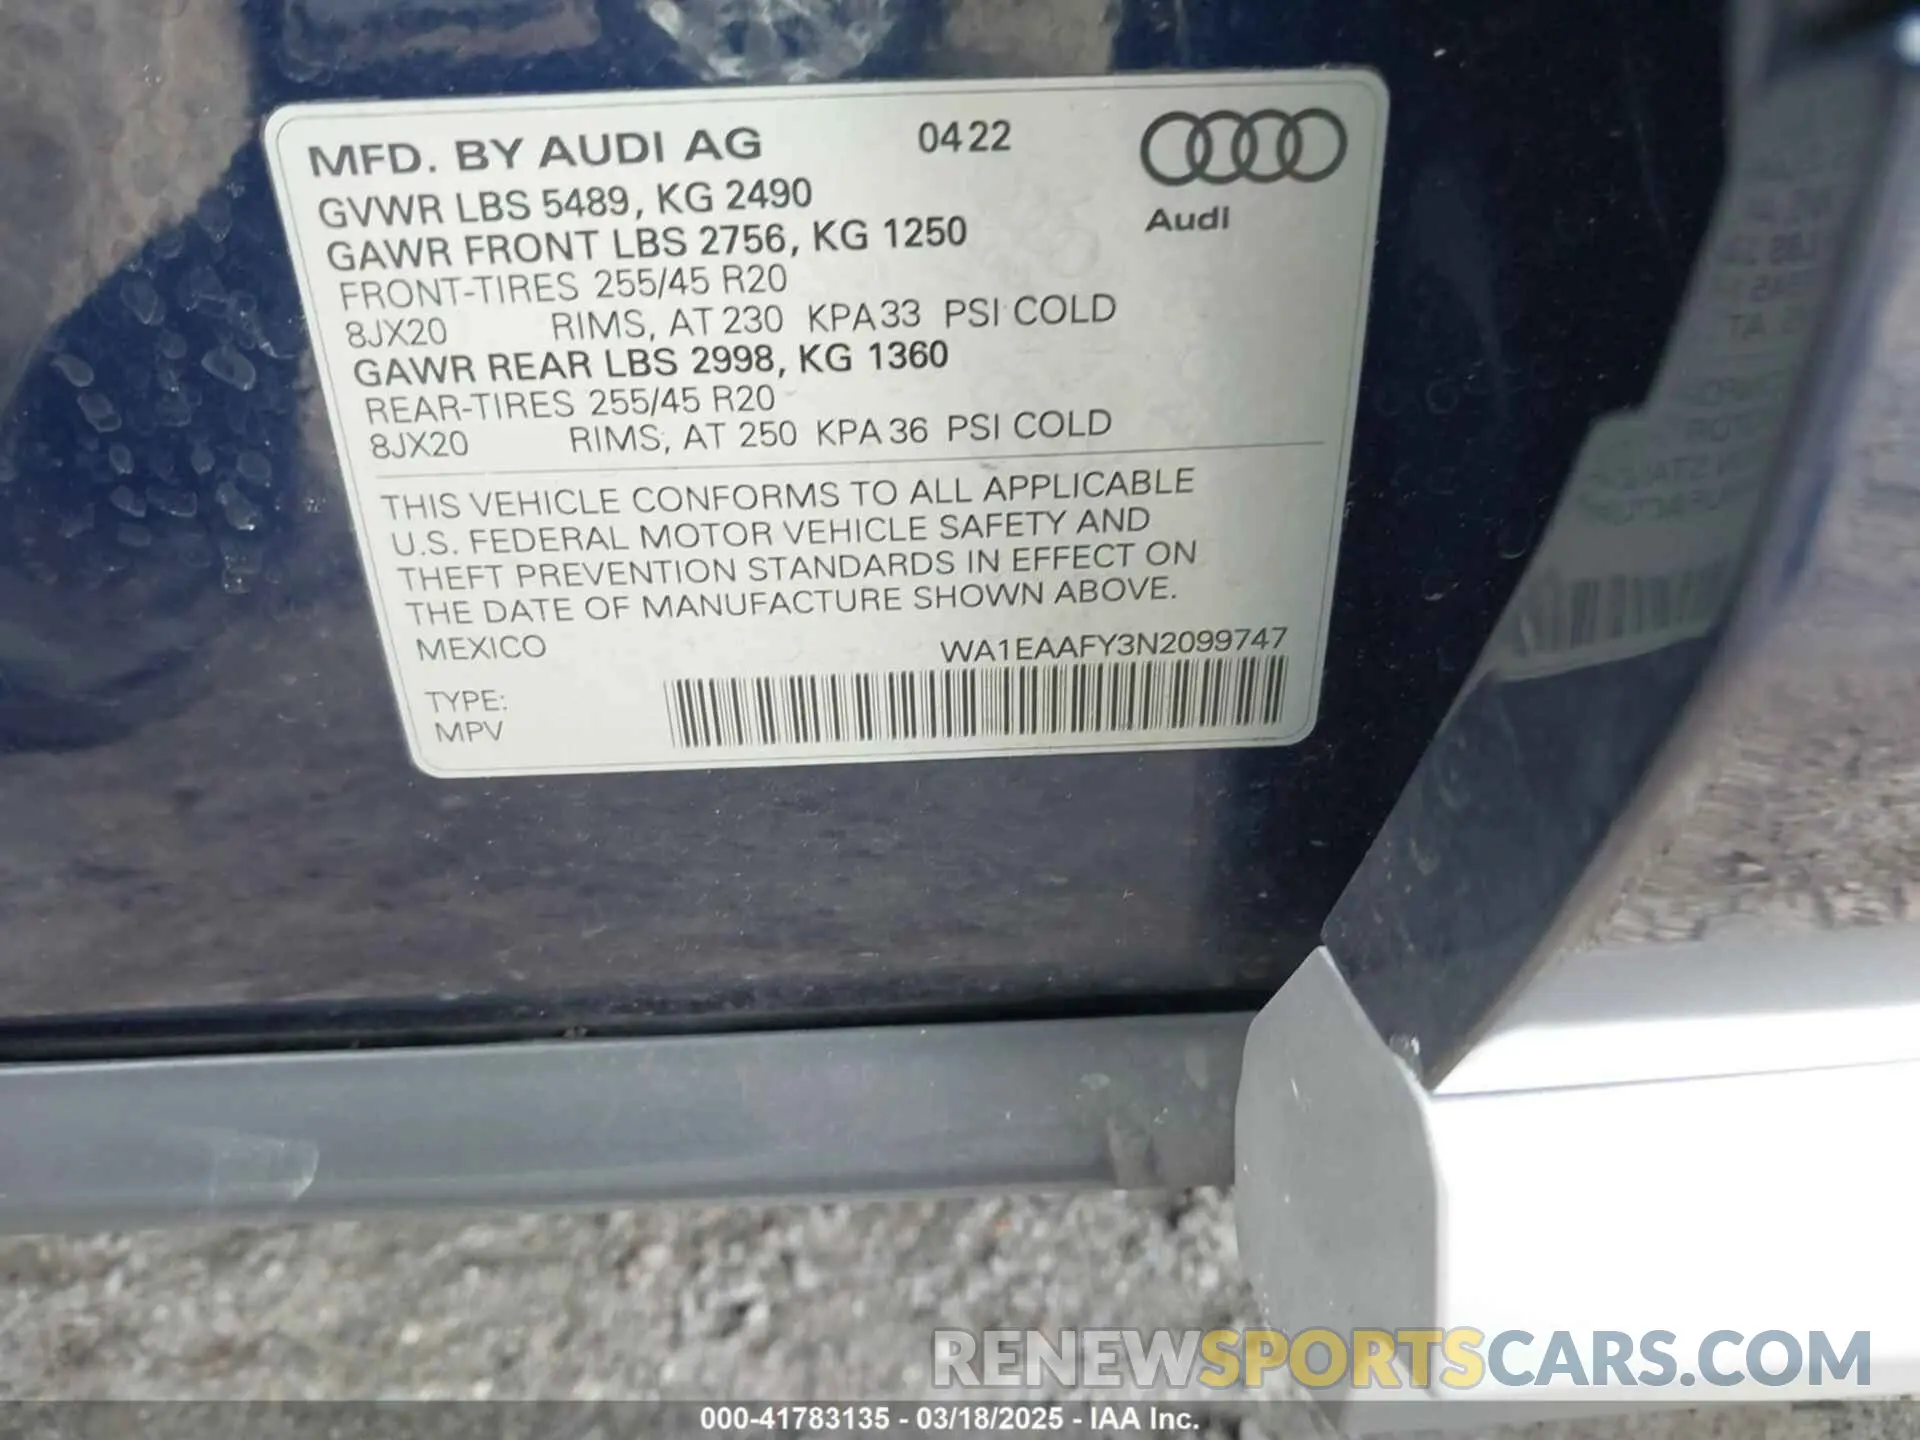 MFD. BY AUDI AG 0422
Audi
GVWR LBS 5489, KG 2490
GAWR FRONT LBS 2756, KG 1250
FRONT-TIRES 255/45 R20
8JX20 RIMS, AT 230 KPA 33 PSI COLD
GAWR REAR LBS 2998, KG 1360
REAR-TIRES 255/45 R20
8JX20 RIMS, AT 250 KPA 36 PSI COLD
THIS VEHICLE CONFORMS TO ALL APPLICABLE
U.S. FEDERAL MOTOR VEHICLE SAFETY AND
THEFT PREVENTION STANDARDS IN EFFECT ON
THE DATE OF MANUFACTURE SHOWN ABOVE.
MEXICO WA1EAAFY3N2099747
TYPE:
MPV
RENEWSPORTSCARS.COM
000-41783135 - 03/18/2025 - IAA Inc.